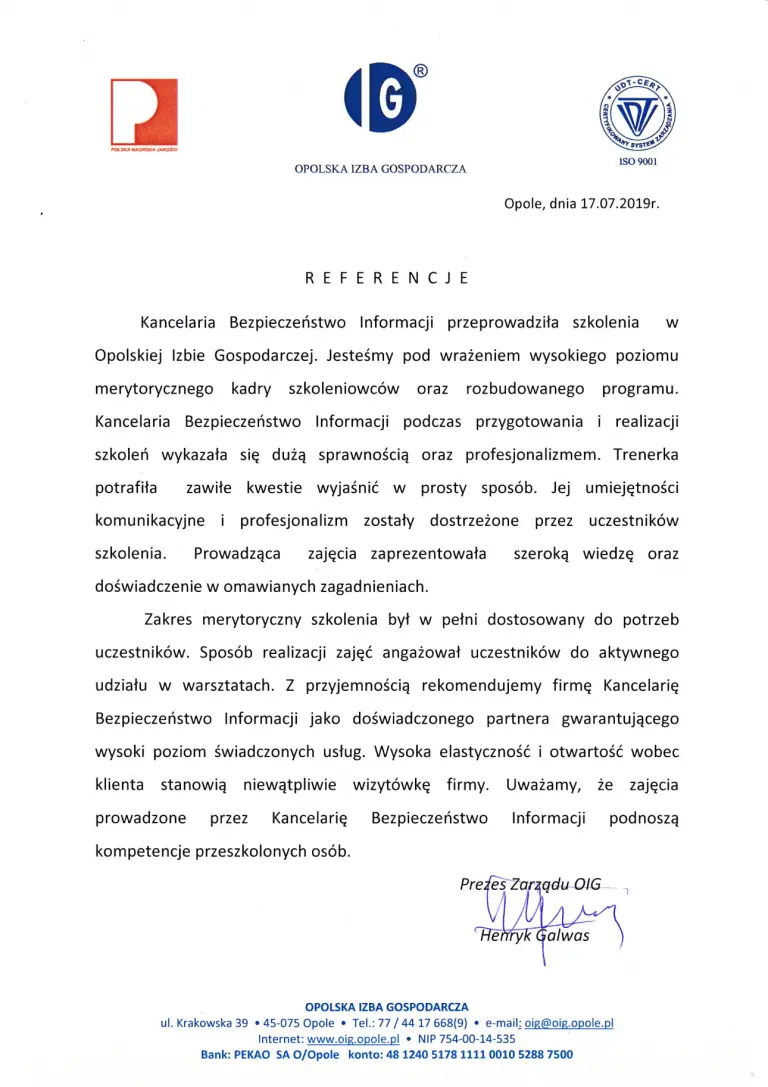 P
POLSKA NAGRODA JAKOŚCI
IG®
OPOLSKA IZBA GOSPODARCZA
UDT-CERT
CERTYFIKOWANY SYSTEM ZARZĄDZANIA
UDT
ISO 9001
Opole, dnia 17.07.2019r.
R E F E R E N C J E
Kancelaria Bezpieczeństwo Informacji przeprowadziła szkolenia w
Opolskiej Izbie Gospodarczej. Jesteśmy pod wrażeniem wysokiego poziomu
merytorycznego kadry szkoleniowców oraz rozbudowanego programu.
Kancelaria Bezpieczeństwo Informacji podczas przygotowania i realizacji
szkoleń wykazała się dużą sprawnością oraz profesjonalizmem. Trenerka
potrafiła zawiłe kwestie wyjaśnić w prosty sposób. Jej umiejętności
komunikacyjne i profesjonalizm zostały dostrzeżone przez uczestników
szkolenia. Prowadząca zajęcia zaprezentowała szeroką wiedzę oraz
doświadczenie w omawianych zagadnieniach.
Zakres merytoryczny szkolenia był w pełni dostosowany do potrzeb
uczestników. Sposób realizacji zajęć angażował uczestników do aktywnego
udziału w warsztatach. Z przyjemnością rekomendujemy firmę Kancelarię
Bezpieczeństwo Informacji jako doświadczonego partnera gwarantującego
wysoki poziom świadczonych usług. Wysoka elastyczność i otwartość wobec
klienta stanowią niewątpliwie wizytówkę firmy. Uważamy, że zajęcia
prowadzone przez Kancelarię Bezpieczeństwo Informacji podnoszą
kompetencje przeszkolonych osób.
Prezes Zarządu OIG
Henryk Galwas
OPOLSKA IZBA GOSPODARCZA
ul. Krakowska 39 • 45-075 Opole • Tel.: 77 / 44 17 668(9) • e-mail: oig@oig.opole.pl
Internet: www.oig.opole.pl • NIP 754-00-14-535
Bank: PEKAO SA O/Opole konto: 48 1240 5178 1111 0010 5288 7500